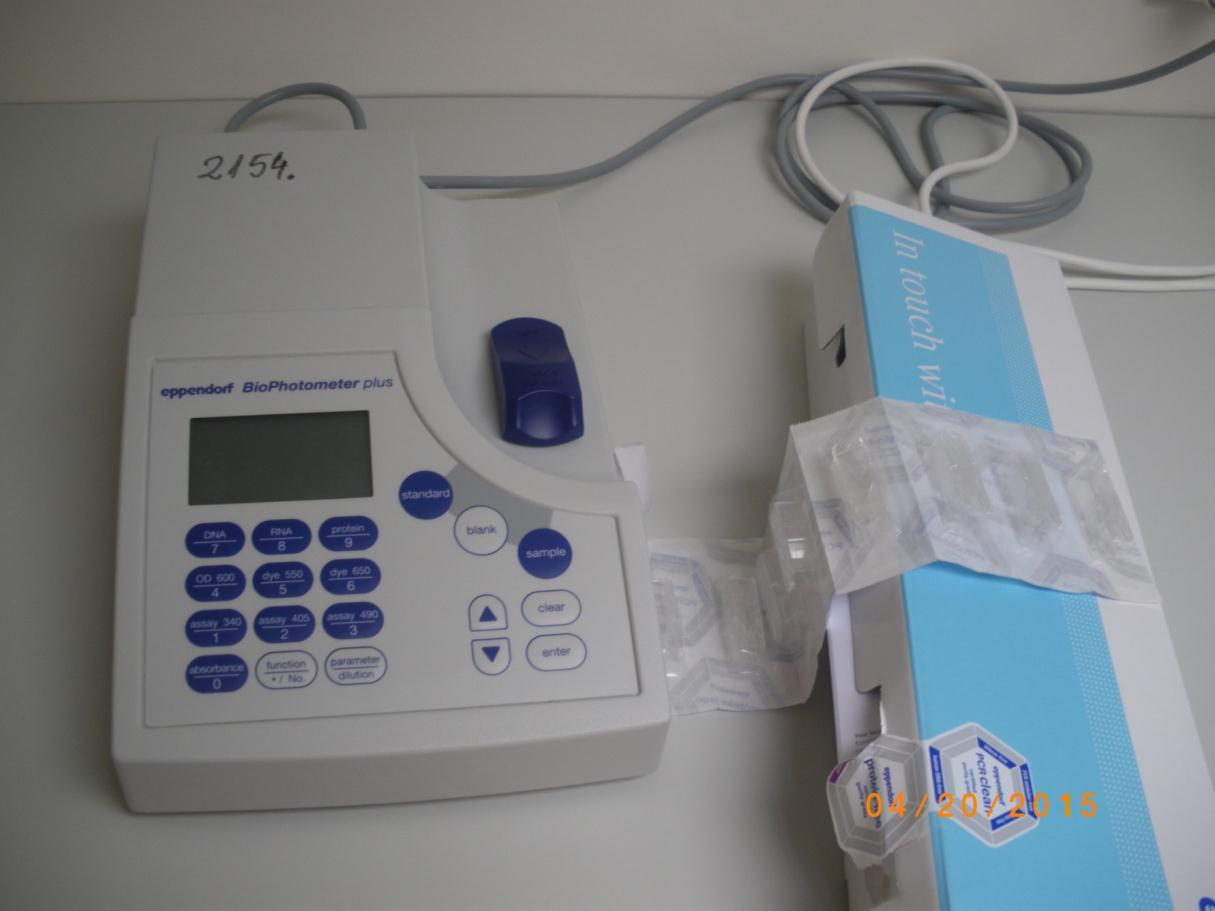 2154.
eppendorf BioPhotometer plus
standard
blank
sample
DNA
7
RNA
8
protein
9
OD 600
4
dye 550
5
dye 650
6
assay 340
1
assay 405
2
assay 490
3
absorbance
0
function
* / No.
parameter
dilution
clear
enter
In touch wit
eppendorf
PCR clean
04/20/2015